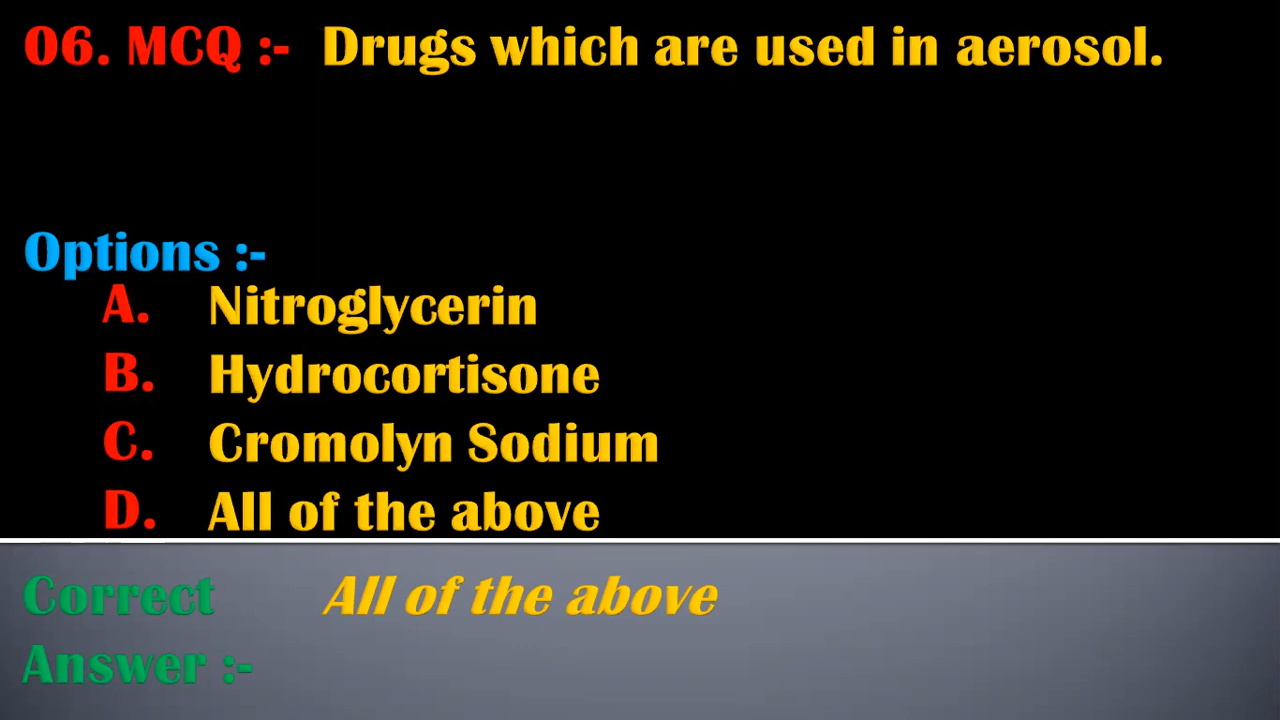 06. MCQ :- Drugs which are used in aerosol.
Options :-
A. Nitroglycerin
B. Hydrocortisone
C. Cromolyn Sodium
D. All of the above
Correct All of the above
Answer :-